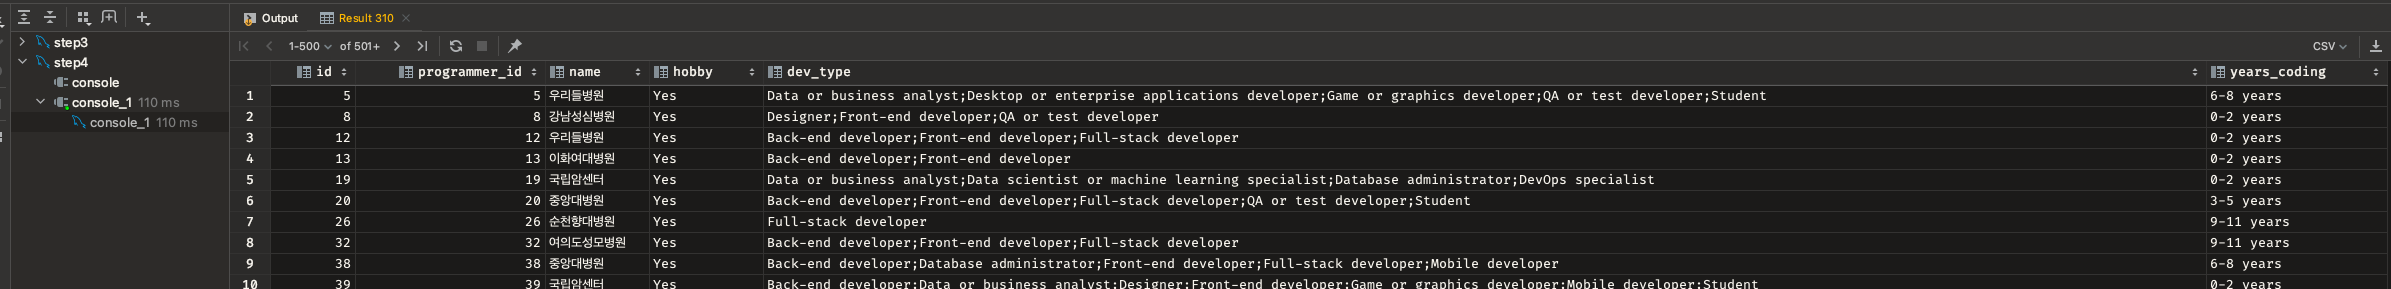 Output Result 310
step3
step4
console
console_1 110 ms
console_1 110 ms
1-500 of 501+ CSV
id programmer_id name hobby dev_type years_coding
1 5 5 우리들병원 Yes Data or business analyst;Desktop or enterprise applications developer;Game or graphics developer;QA or test developer;Student 6-8 years
2 8 8 강남성심병원 Yes Designer;Front-end developer;QA or test developer 0-2 years
3 12 12 우리들병원 Yes Back-end developer;Front-end developer;Full-stack developer 0-2 years
4 13 13 이화여대병원 Yes Back-end developer;Front-end developer 0-2 years
5 19 19 국립암센터 Yes Data or business analyst;Data scientist or machine learning specialist;Database administrator;DevOps specialist 0-2 years
6 20 20 중앙대병원 Yes Back-end developer;Front-end developer;Full-stack developer;QA or test developer;Student 3-5 years
7 26 26 순천향대병원 Yes Full-stack developer 9-11 years
8 32 32 여의도성모병원 Yes Back-end developer;Front-end developer;Full-stack developer 9-11 years
9 38 38 중앙대병원 Yes Back-end developer;Database administrator;Front-end developer;Full-stack developer;Mobile developer 6-8 years
10 39 39 국립암센터 Yes Back-end developer;Data or business analyst;Designer;Front-end developer;Game or graphics developer;Mobile developer;Student 0-2 years